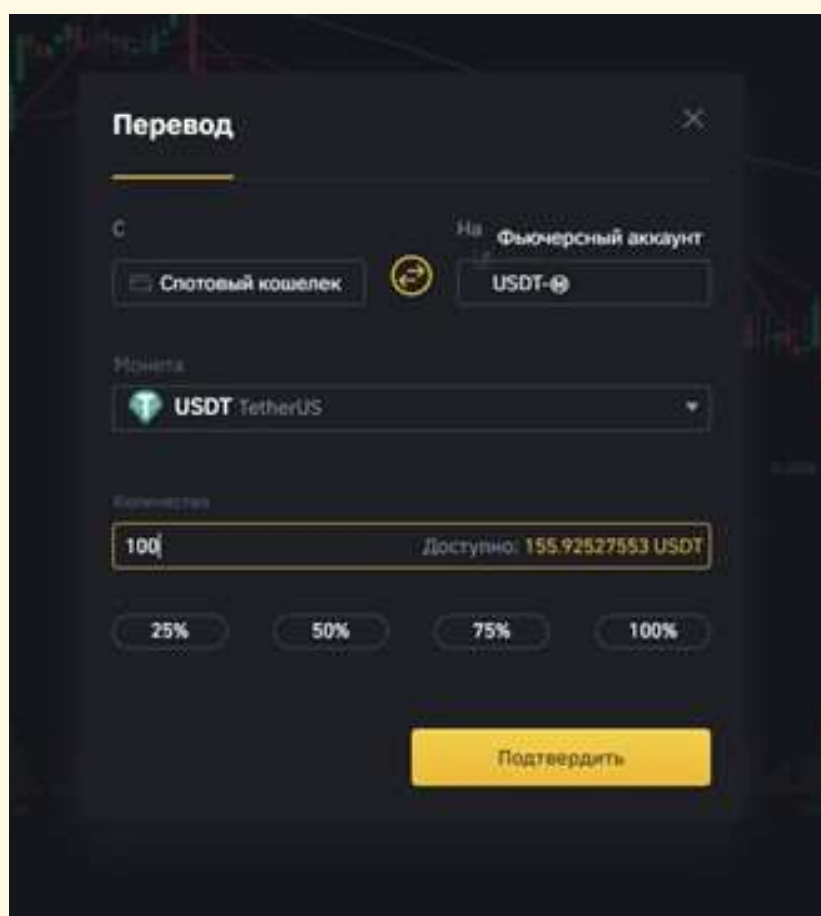 Перевод
С
На
Фьючерсный аккаунт
Спотовый кошелек
USDT-Ⓜ
Монета
USDT TetherUS
Количество
100
Доступно: 155.92527553 USDT
25% 50% 75% 100%
Подтвердить